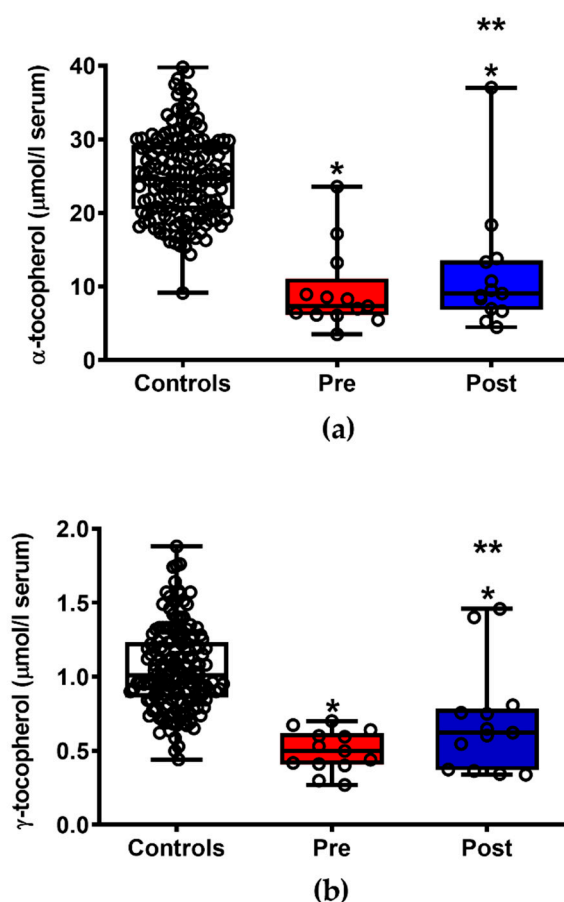 **
*
*
α-tocopherol (μmol/l serum)
40
30
20
10
0
Controls Pre Post
(a)
**
*
*
γ-tocopherol (μmol/l serum)
2.0
1.5
1.0
0.5
0.0
Controls Pre Post
(b)